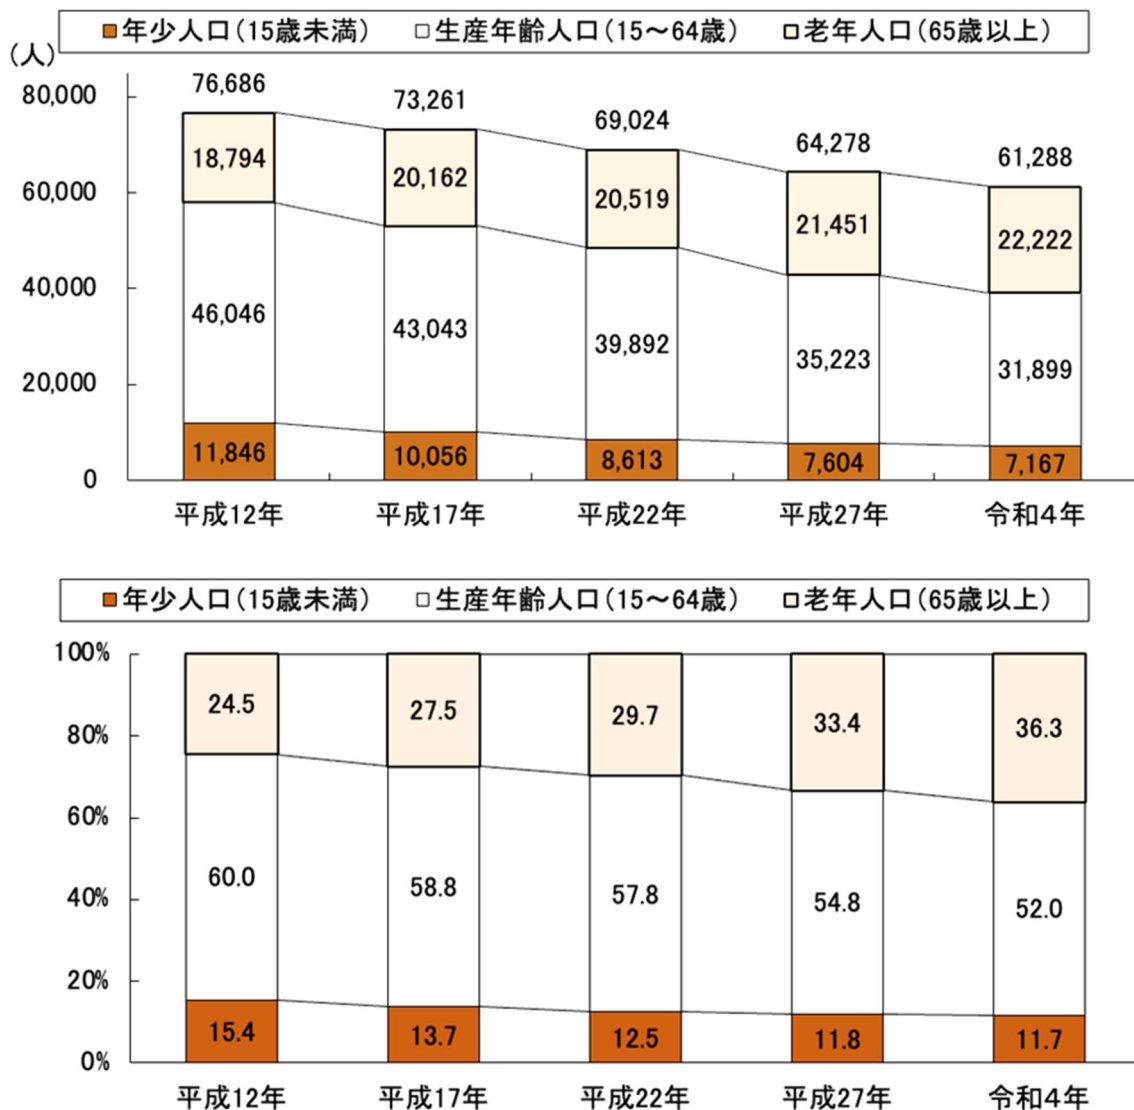 ■年少人口(15歳未満) □生産年齢人口(15～64歳) □老年人口(65歳以上)
(人)
80,000
60,000
40,000
20,000
0
76,686 73,261 69,024 64,278 61,288
18,794 20,162 20,519 21,451 22,222
46,046 43,043 39,892 35,223 31,899
11,846 10,056 8,613 7,604 7,167
平成12年 平成17年 平成22年 平成27年 令和4年
■年少人口(15歳未満) □生産年齢人口(15～64歳) □老年人口(65歳以上)
100%
80%
60%
40%
20%
0%
24.5 27.5 29.7 33.4 36.3
60.0 58.8 57.8 54.8 52.0
15.4 13.7 12.5 11.8 11.7
平成12年 平成17年 平成22年 平成27年 令和4年